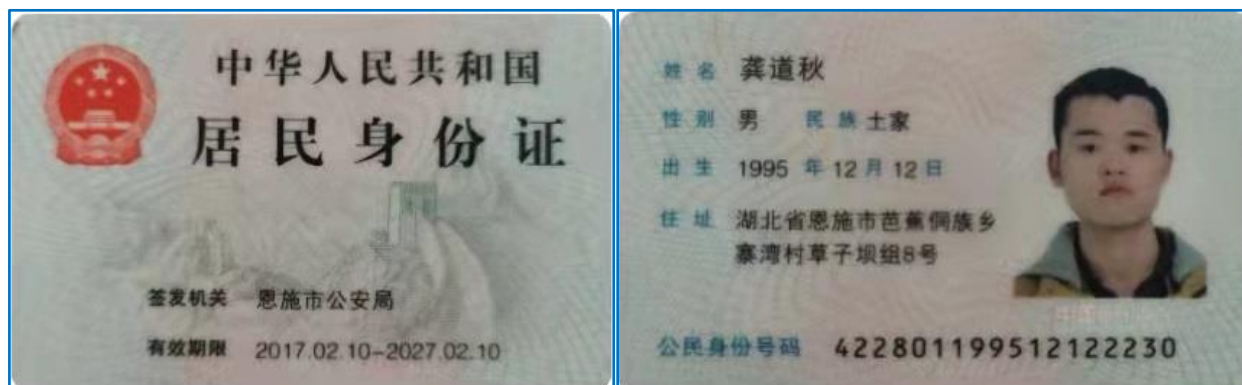 中华人民共和国
居民身份证
签发机关 恩施市公安局
有效期限 2017.02.10-2027.02.10
姓名 龚道秋
性别 男 民族 土家
出生 1995 年 12 月 12 日
住址 湖北省恩施市芭蕉侗族乡
寨湾村草子坝组8号
公民身份号码 422801199512122230